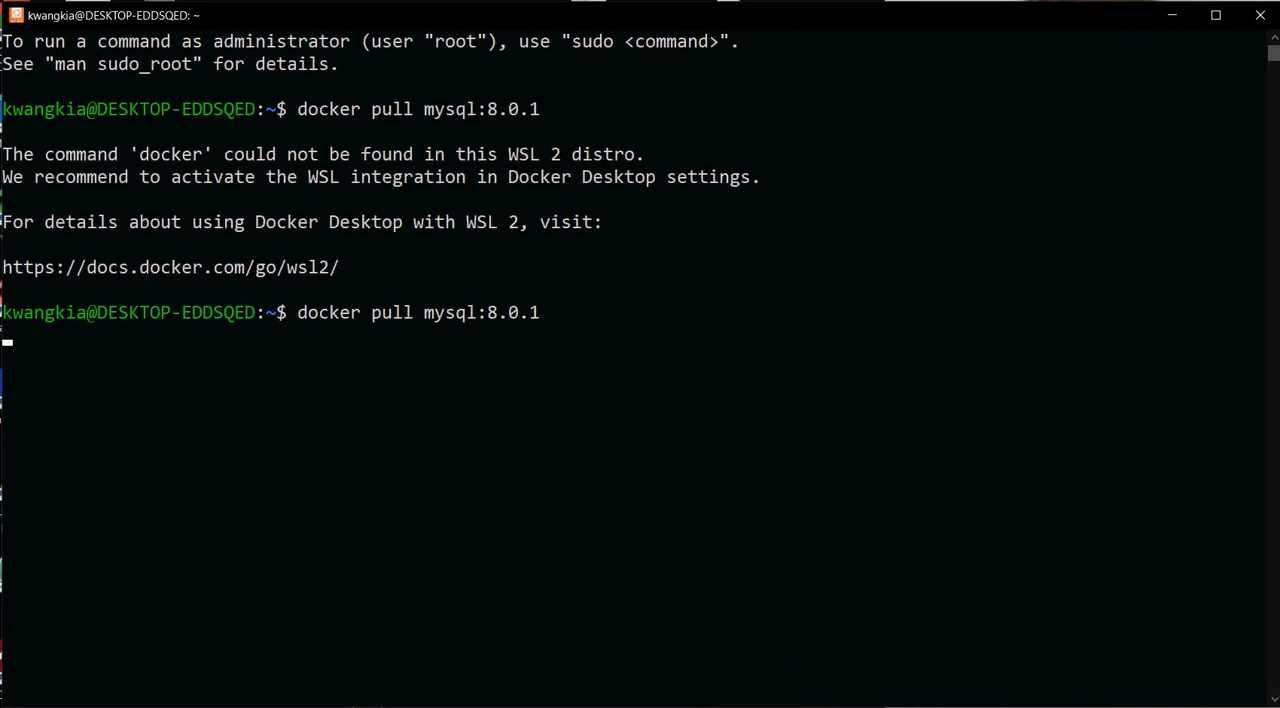 kwangkia@DESKTOP-EDDSQED: ~
To run a command as administrator (user "root"), use "sudo <command>".
See "man sudo_root" for details.
kwangkia@DESKTOP-EDDSQED:~$ docker pull mysql:8.0.1
The command 'docker' could not be found in this WSL 2 distro.
We recommend to activate the WSL integration in Docker Desktop settings.
For details about using Docker Desktop with WSL 2, visit:
https://docs.docker.com/go/wsl2/
kwangkia@DESKTOP-EDDSQED:~$ docker pull mysql:8.0.1